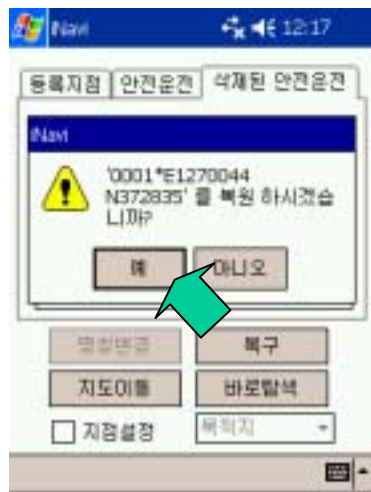 iNavi 12:17
등록지점 안전운전 삭제된 안전운전
iNavi
'0001*E1270044
N372835' 를 복원 하시겠습
니까?
예 아니오
명칭변경 복구
지도이동 바로탐색
지점설정 목적지